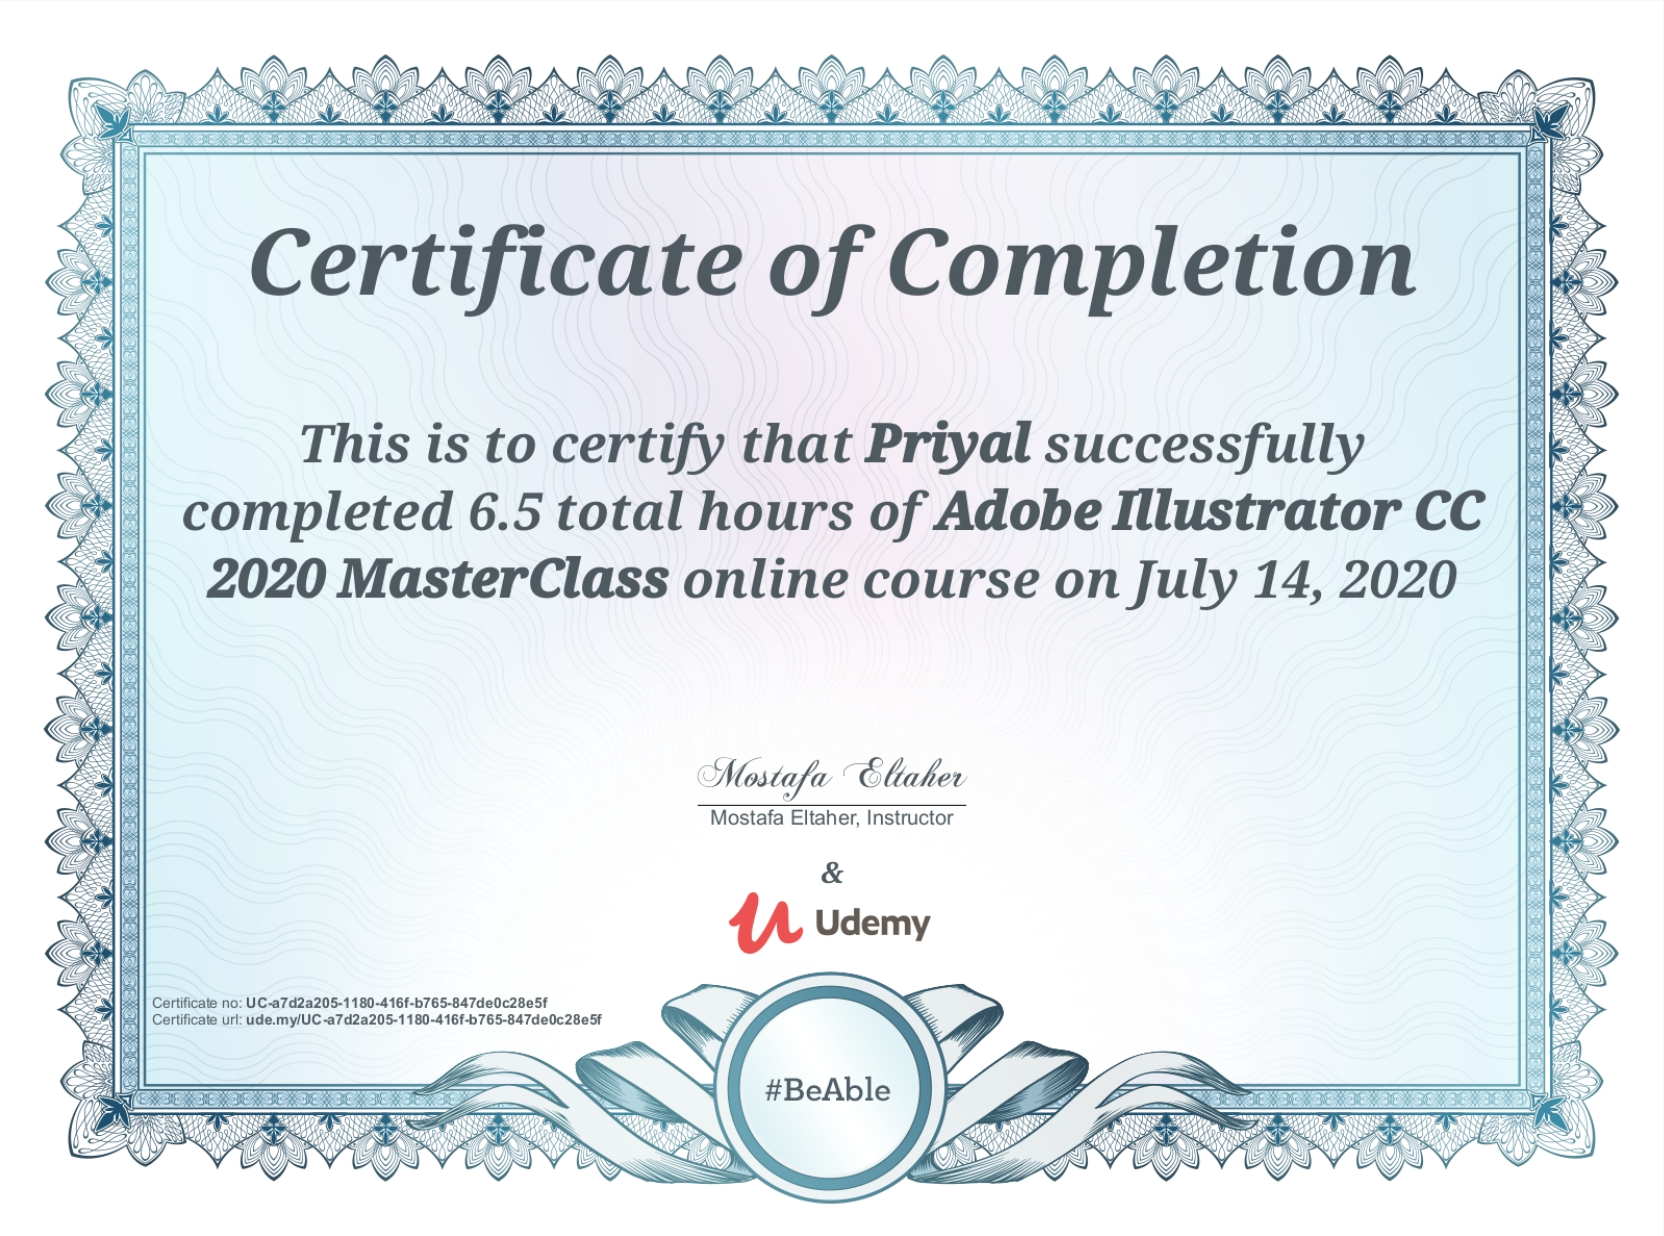 Certificate of Completion
This is to certify that Priyal successfully
completed 6.5 total hours of Adobe Illustrator CC
2020 MasterClass online course on July 14, 2020
Mostafa Eltaher
Mostafa Eltaher, Instructor
&
Udemy
Certificate no: UC-a7d2a205-1180-416f-b765-847de0c28e5f
Certificate url: ude.my/UC-a7d2a205-1180-416f-b765-847de0c28e5f
#BeAble